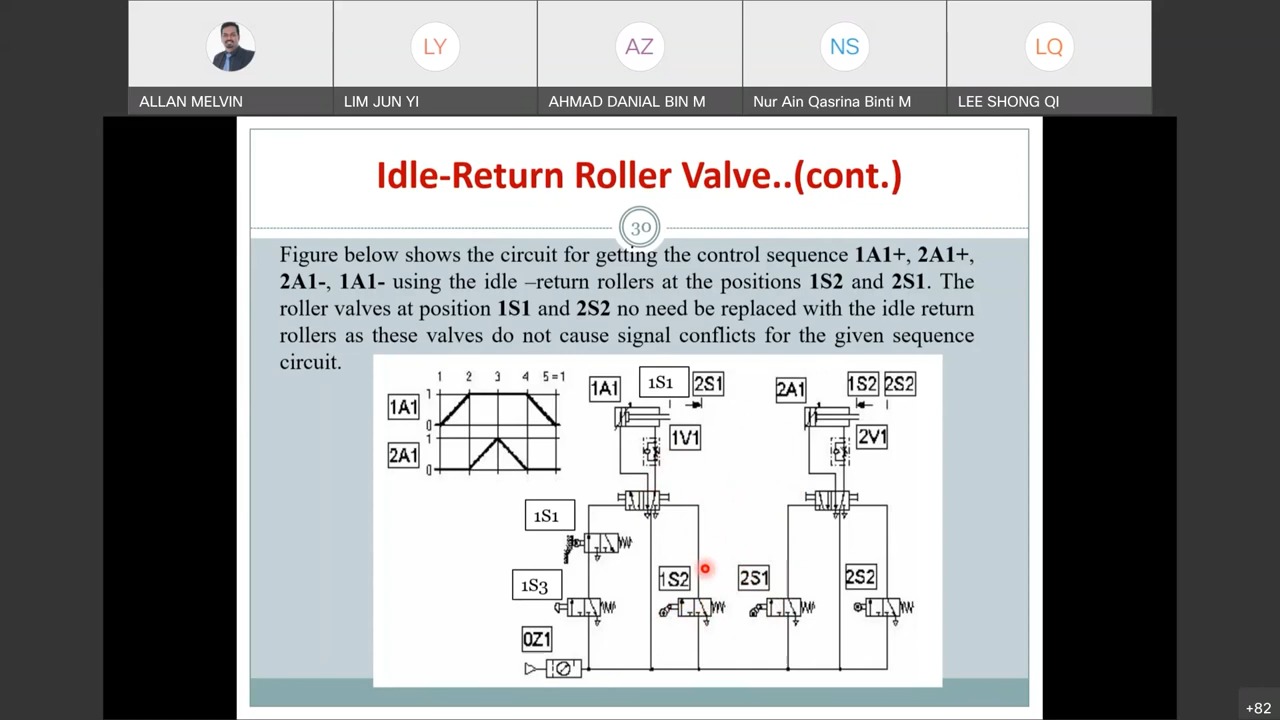 LY
AZ
NS
LQ
ALLAN MELVIN
LIM JUN YI
AHMAD DANIAL BIN M
Nur Ain Qasrina Binti M
LEE SHONG QI
Idle-Return Roller Valve..(cont.)
30
Figure below shows the circuit for getting the control sequence 1A1+, 2A1+,
2A1-, 1A1- using the idle –return rollers at the positions 1S2 and 2S1. The
roller valves at position 1S1 and 2S2 no need be replaced with the idle return
rollers as these valves do not cause signal conflicts for the given sequence
circuit.
1 2 3 4 5=1
1A1
1
0
2A1
1
0
1A1
1S1
2S1
2A1
1S2
2S2
1V1
2V1
1S1
1S3
1S2
2S1
2S2
0Z1
+82